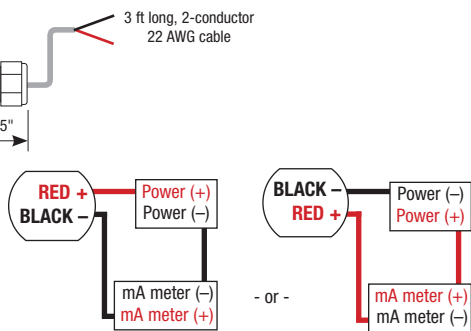 3 ft long, 2-conductor
22 AWG cable
5"
RED +
BLACK –
Power (+)
Power (–)
mA meter (–)
mA meter (+)
- or -
BLACK –
RED +
Power (–)
Power (+)
mA meter (+)
mA meter (–)